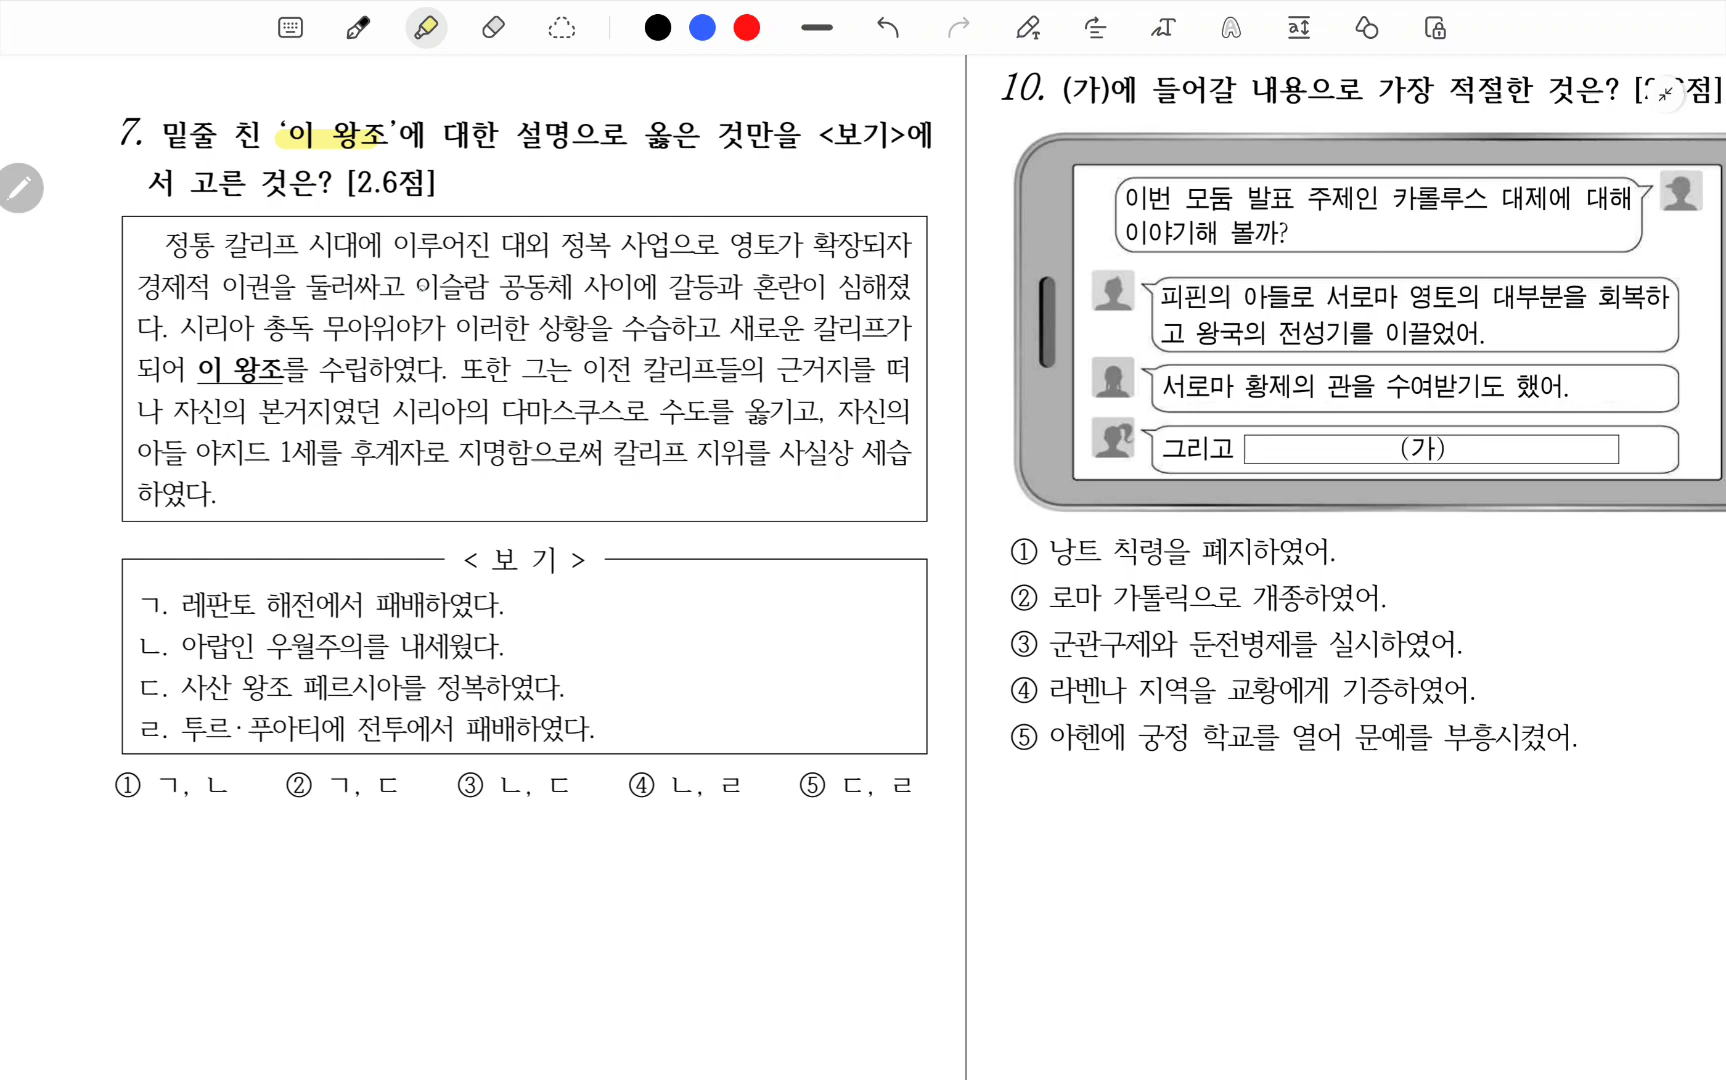 7. 밑줄 친 ‘이 왕조’에 대한 설명으로 옳은 것만을 <보기>에
서 고른 것은? [2.6점]
정통 칼리프 시대에 이루어진 대외 정복 사업으로 영토가 확장되자
경제적 이권을 둘러싸고 이슬람 공동체 사이에 갈등과 혼란이 심해졌
다. 시리아 총독 무아위야가 이러한 상황을 수습하고 새로운 칼리프가
되어 이 왕조를 수립하였다. 또한 그는 이전 칼리프들의 근거지를 떠
나 자신의 본거지였던 시리아의 다마스쿠스로 수도를 옮기고, 자신의
아들 야지드 1세를 후계자로 지명함으로써 칼리프 지위를 사실상 세습
하였다.
< 보 기 >
ㄱ. 레판토 해전에서 패배하였다.
ㄴ. 아랍인 우월주의를 내세웠다.
ㄷ. 사산 왕조 페르시아를 정복하였다.
ㄹ. 투르·푸아티에 전투에서 패배하였다.
① ㄱ, ㄴ ② ㄱ, ㄷ ③ ㄴ, ㄷ ④ ㄴ, ㄹ ⑤ ㄷ, ㄹ
10. (가)에 들어갈 내용으로 가장 적절한 것은? [점]
이번 모둠 발표 주제인 카롤루스 대제에 대해
이야기해 볼까?
피핀의 아들로 서로마 영토의 대부분을 회복하
고 왕국의 전성기를 이끌었어.
서로마 황제의 관을 수여받기도 했어.
그리고 (가)
① 낭트 칙령을 폐지하였어.
② 로마 가톨릭으로 개종하였어.
③ 군관구제와 둔전병제를 실시하였어.
④ 라벤나 지역을 교황에게 기증하였어.
⑤ 아헨에 궁정 학교를 열어 문예를 부흥시켰어.